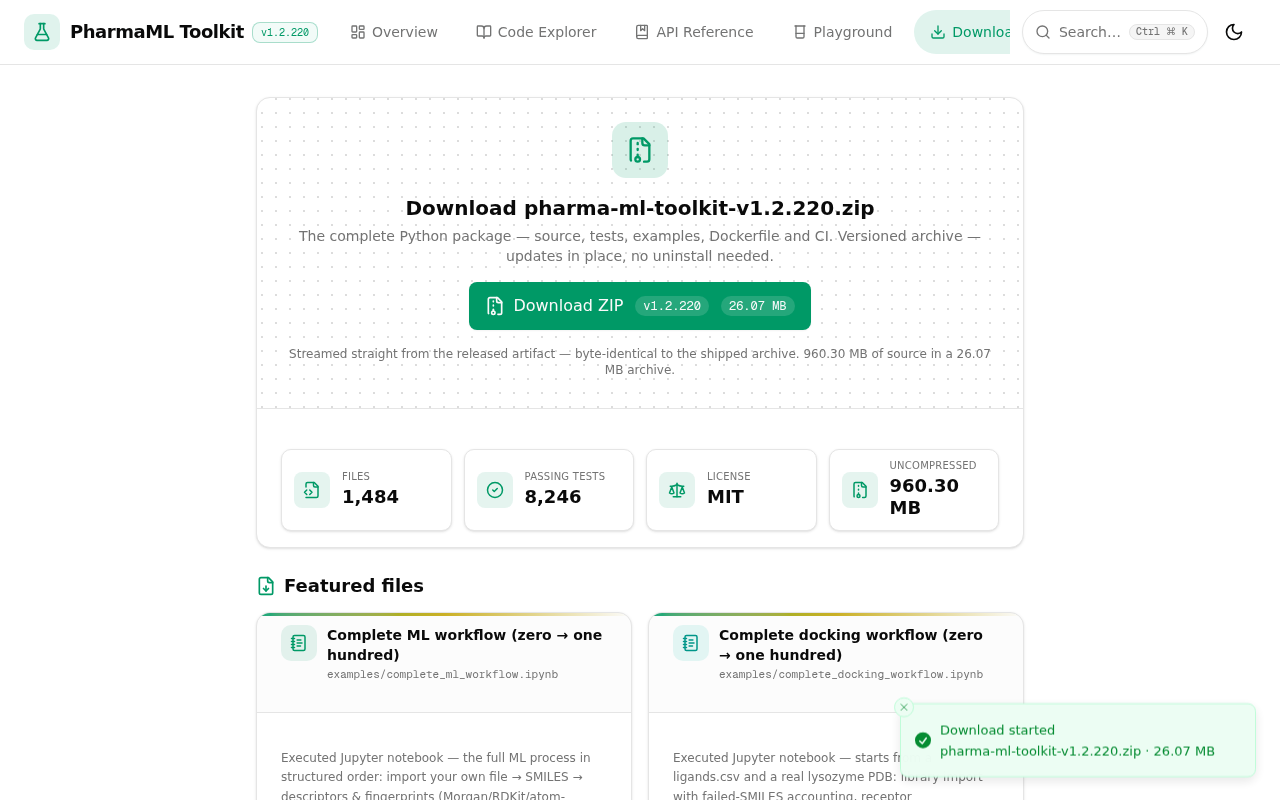 PharmaML Toolkit v1.2.220 Overview Code Explorer API Reference Playground Downloa Search... Ctrl ⌘ K
Download pharma-ml-toolkit-v1.2.220.zip
The complete Python package — source, tests, examples, Dockerfile and CI. Versioned archive —
updates in place, no uninstall needed.
Download ZIP v1.2.220 26.07 MB
Streamed straight from the released artifact — byte-identical to the shipped archive. 960.30 MB of source in a 26.07
MB archive.
FILES
1,484
PASSING TESTS
8,246
LICENSE
MIT
UNCOMPRESSED
960.30
MB
Featured files
Complete ML workflow (zero → one
hundred)
examples/complete_ml_workflow.ipynb
Executed Jupyter notebook — the full ML process in
structured order: import your own file → SMILES →
descriptors & fingerprints (Morgan/RDKit/atom-
Complete docking workflow (zero
→ one hundred)
examples/complete_docking_workflow.ipynb
Executed Jupyter notebook — starts
ligands.csv and a real lysozyme PDB: library import
with failed-SMILES accounting, receptor
Download started
pharma-ml-toolkit-v1.2.220.zip · 26.07 MB